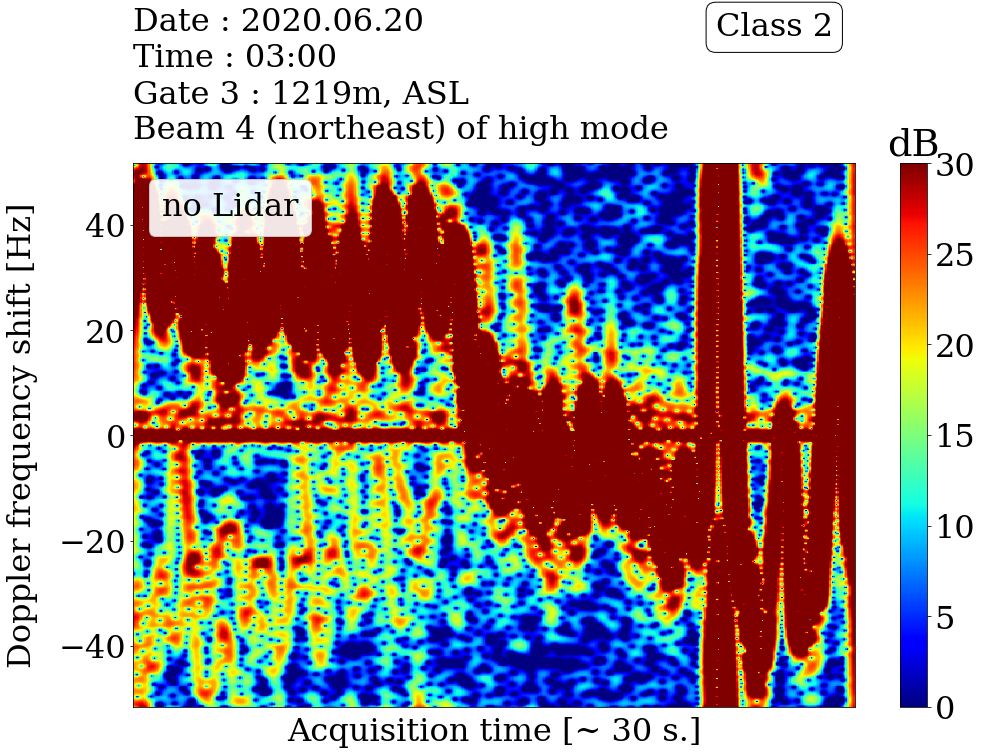 Date : 2020.06.20
Time : 03:00
Gate 3 : 1219m, ASL
Beam 4 (northeast) of high mode
Class 2
dB
no Lidar
Doppler frequency shift [Hz]
40
20
0
−20
−40
30
25
20
15
10
5
0
Acquisition time [~ 30 s.]